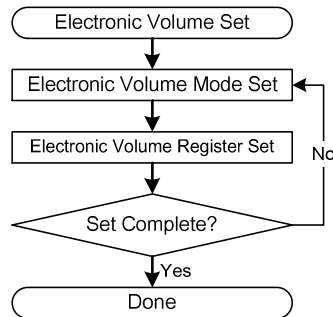 Electronic Volume Set
Electronic Volume Mode Set
Electronic Volume Register Set
No
Set Complete?
Yes
Done